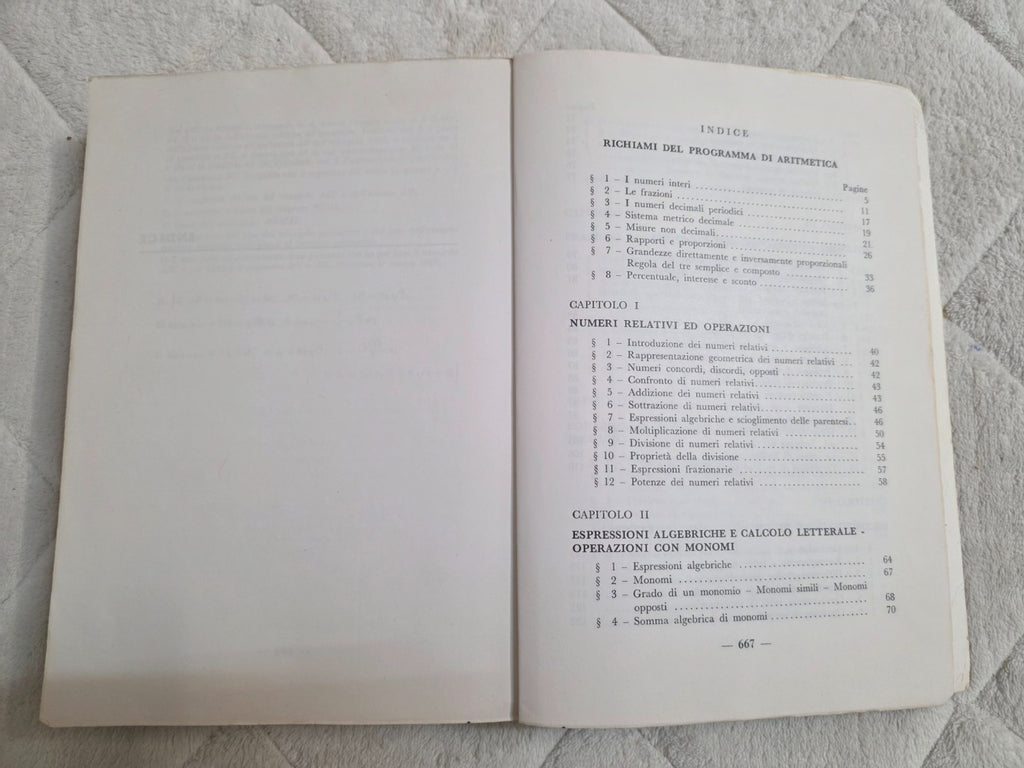 INDICE
RICHIAMI DEL PROGRAMMA DI ARITMETICA
Pagine
§ 1 – I numeri interi .......... 5
§ 2 – Le frazioni .......... 11
§ 3 – I numeri decimali periodici .......... 17
§ 4 – Sistema metrico decimale .......... 19
§ 5 – Misure non decimali .......... 21
§ 6 – Rapporti e proporzioni .......... 26
§ 7 – Grandezze direttamente e inversamente proporzionali
Regola del tre semplice e composto .......... 33
§ 8 – Percentuale, interesse e sconto .......... 36
CAPITOLO I
NUMERI RELATIVI ED OPERAZIONI
§ 1 – Introduzione dei numeri relativi .......... 40
§ 2 – Rappresentazione geometrica dei numeri relativi ... 42
§ 3 – Numeri concordi, discordi, opposti .......... 42
§ 4 – Confronto di numeri relativi .......... 43
§ 5 – Addizione dei numeri relativi .......... 43
§ 6 – Sottrazione di numeri relativi .......... 46
§ 7 – Espressioni algebriche e scioglimento delle parentesi .. 46
§ 8 – Moltiplicazione di numeri relativi .......... 50
§ 9 – Divisione di numeri relativi .......... 54
§ 10 – Proprietà della divisione .......... 55
§ 11 – Espressioni frazionarie .......... 57
§ 12 – Potenze dei numeri relativi .......... 58
CAPITOLO II
ESPRESSIONI ALGEBRICHE E CALCOLO LETTERALE -
OPERAZIONI CON MONOMI
§ 1 – Espressioni algebriche .......... 64
§ 2 – Monomi .......... 67
§ 3 – Grado di un monomio – Monomi simili – Monomi
opposti .......... 68
§ 4 – Somma algebrica di monomi .......... 70
— 667 —